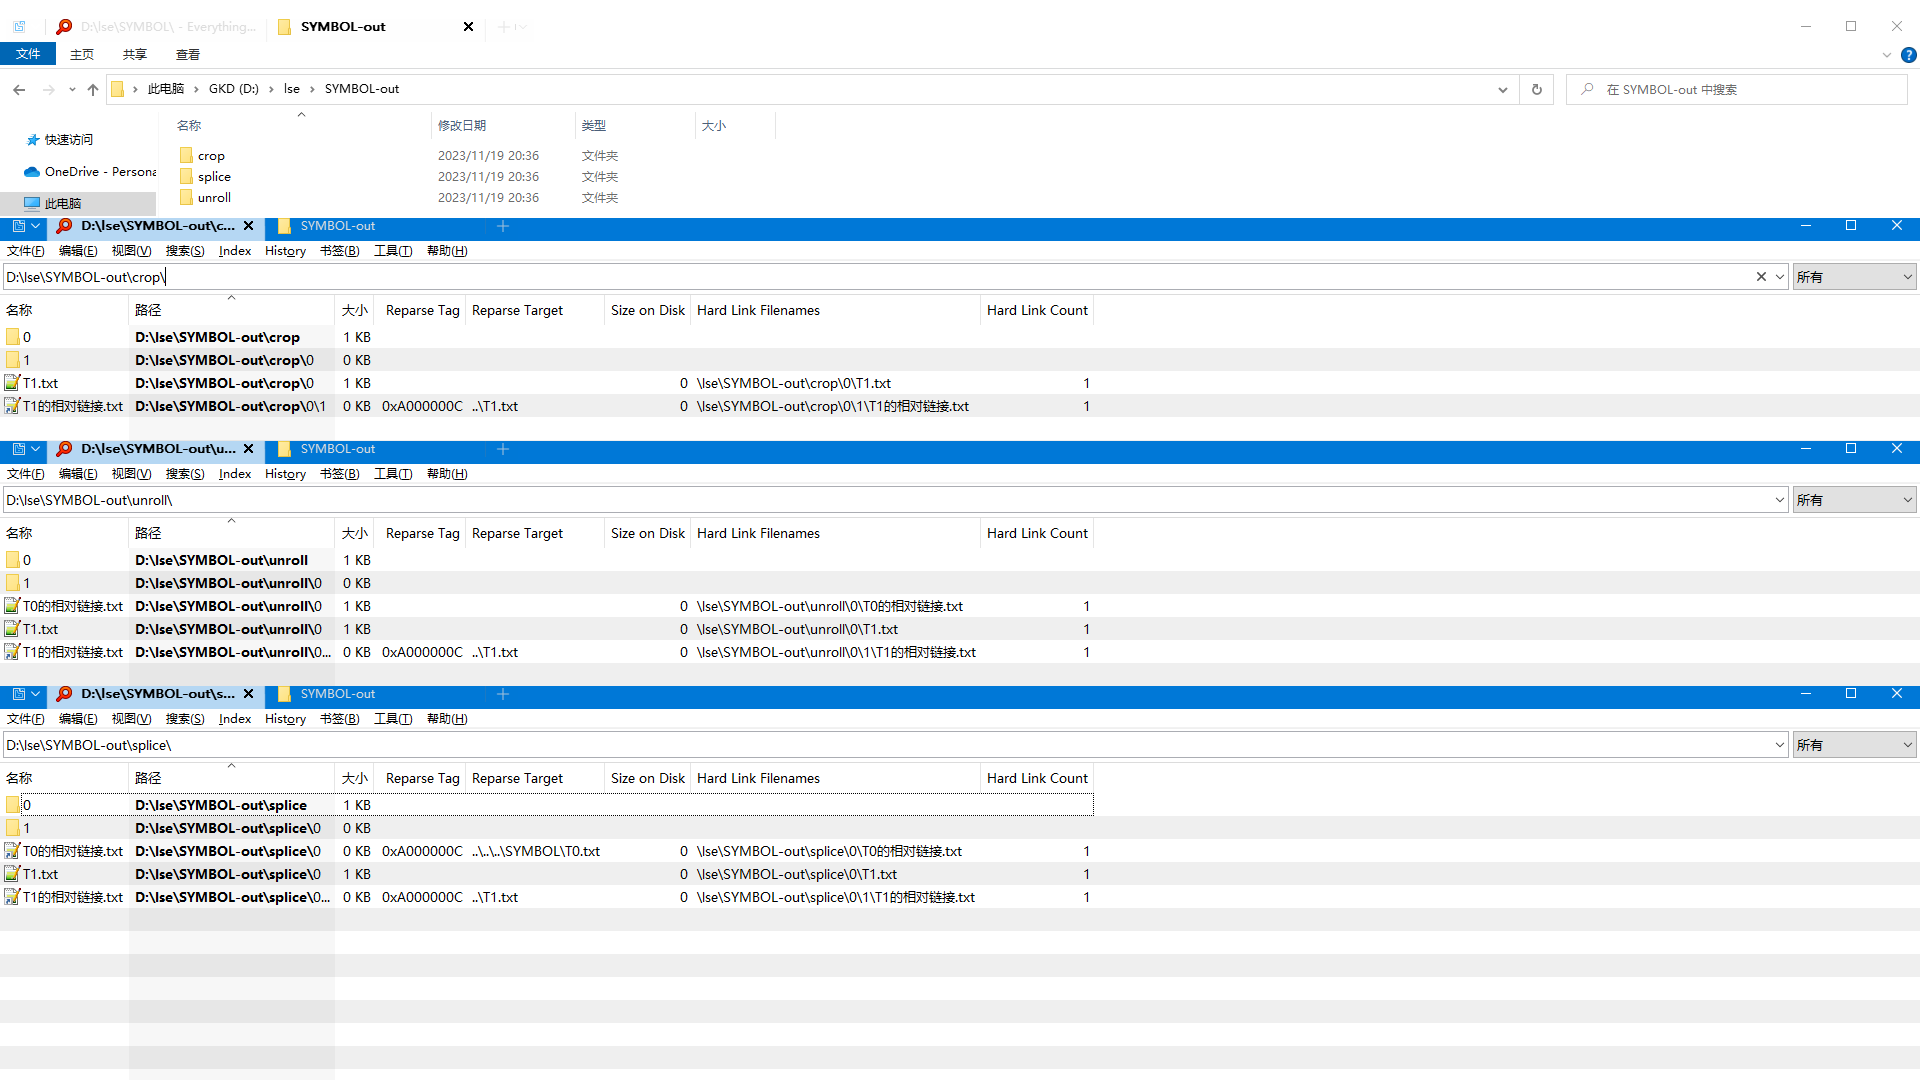 D:\lse\SYMBOL\ - Everything... SYMBOL-out
文件 主页 共享 查看
此电脑 › GKD (D:) › lse › SYMBOL-out 在 SYMBOL-out 中搜索
名称 修改日期 类型 大小
快速访问
OneDrive - Persona
此电脑
crop 2023/11/19 20:36 文件夹
splice 2023/11/19 20:36 文件夹
unroll 2023/11/19 20:36 文件夹
D:\lse\SYMBOL-out\c... SYMBOL-out
文件(F) 编辑(E) 视图(V) 搜索(S) Index History 书签(B) 工具(T) 帮助(H)
D:\lse\SYMBOL-out\crop\ 所有
名称 路径 大小 Reparse Tag Reparse Target Size on Disk Hard Link Filenames Hard Link Count
0 D:\lse\SYMBOL-out\crop 1 KB
1 D:\lse\SYMBOL-out\crop\0 0 KB
T1.txt D:\lse\SYMBOL-out\crop\0 1 KB 0 \lse\SYMBOL-out\crop\0\T1.txt 1
T1的相对链接.txt D:\lse\SYMBOL-out\crop\0\1 0 KB 0xA000000C ..\T1.txt 0 \lse\SYMBOL-out\crop\0\1\T1的相对链接.txt 1
D:\lse\SYMBOL-out\u... SYMBOL-out
文件(F) 编辑(E) 视图(V) 搜索(S) Index History 书签(B) 工具(T) 帮助(H)
D:\lse\SYMBOL-out\unroll\ 所有
名称 路径 大小 Reparse Tag Reparse Target Size on Disk Hard Link Filenames Hard Link Count
0 D:\lse\SYMBOL-out\unroll 1 KB
1 D:\lse\SYMBOL-out\unroll\0 0 KB
T0的相对链接.txt D:\lse\SYMBOL-out\unroll\0 1 KB 0 \lse\SYMBOL-out\unroll\0\T0的相对链接.txt 1
T1.txt D:\lse\SYMBOL-out\unroll\0 1 KB 0 \lse\SYMBOL-out\unroll\0\T1.txt 1
T1的相对链接.txt D:\lse\SYMBOL-out\unroll\0... 0 KB 0xA000000C ..\T1.txt 0 \lse\SYMBOL-out\unroll\0\1\T1的相对链接.txt 1
D:\lse\SYMBOL-out\s... SYMBOL-out
文件(F) 编辑(E) 视图(V) 搜索(S) Index History 书签(B) 工具(T) 帮助(H)
D:\lse\SYMBOL-out\splice\ 所有
名称 路径 大小 Reparse Tag Reparse Target Size on Disk Hard Link Filenames Hard Link Count
0 D:\lse\SYMBOL-out\splice 1 KB
1 D:\lse\SYMBOL-out\splice\0 0 KB
T0的相对链接.txt D:\lse\SYMBOL-out\splice\0 0 KB 0xA000000C ..\..\..\SYMBOL\T0.txt 0 \lse\SYMBOL-out\splice\0\T0的相对链接.txt 1
T1.txt D:\lse\SYMBOL-out\splice\0 1 KB 0 \lse\SYMBOL-out\splice\0\T1.txt 1
T1的相对链接.txt D:\lse\SYMBOL-out\splice\0... 0 KB 0xA000000C ..\T1.txt 0 \lse\SYMBOL-out\splice\0\1\T1的相对链接.txt 1